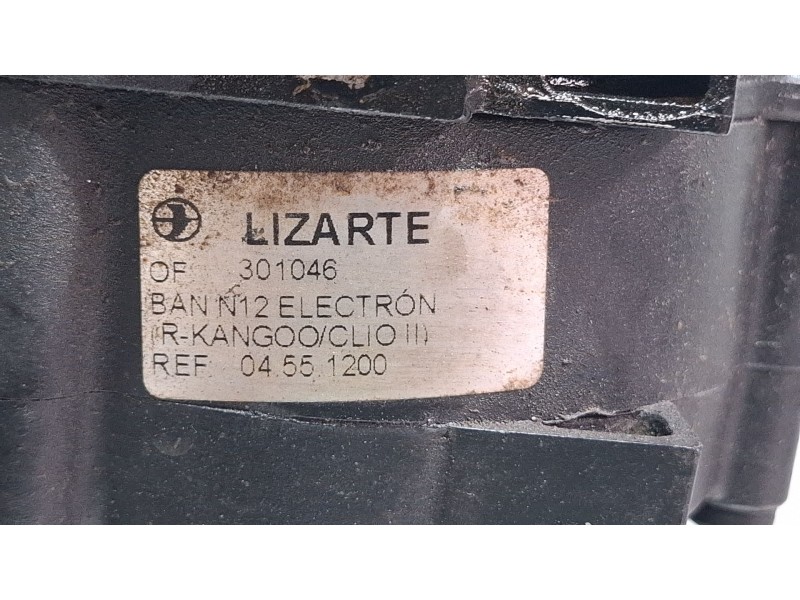 LIZARTE
OF 301046
BAN N12 ELECTRÓN
(R-KANGOO/CLIO II)
REF: 04.55.1200